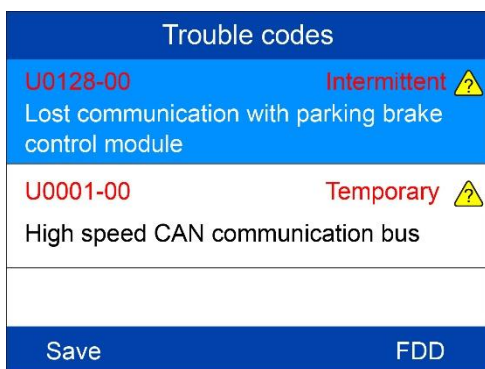 Trouble codes
U0128-00 Intermittent ?
Lost communication with parking brake
control module
U0001-00 Temporary ?
High speed CAN communication bus
Save FDD